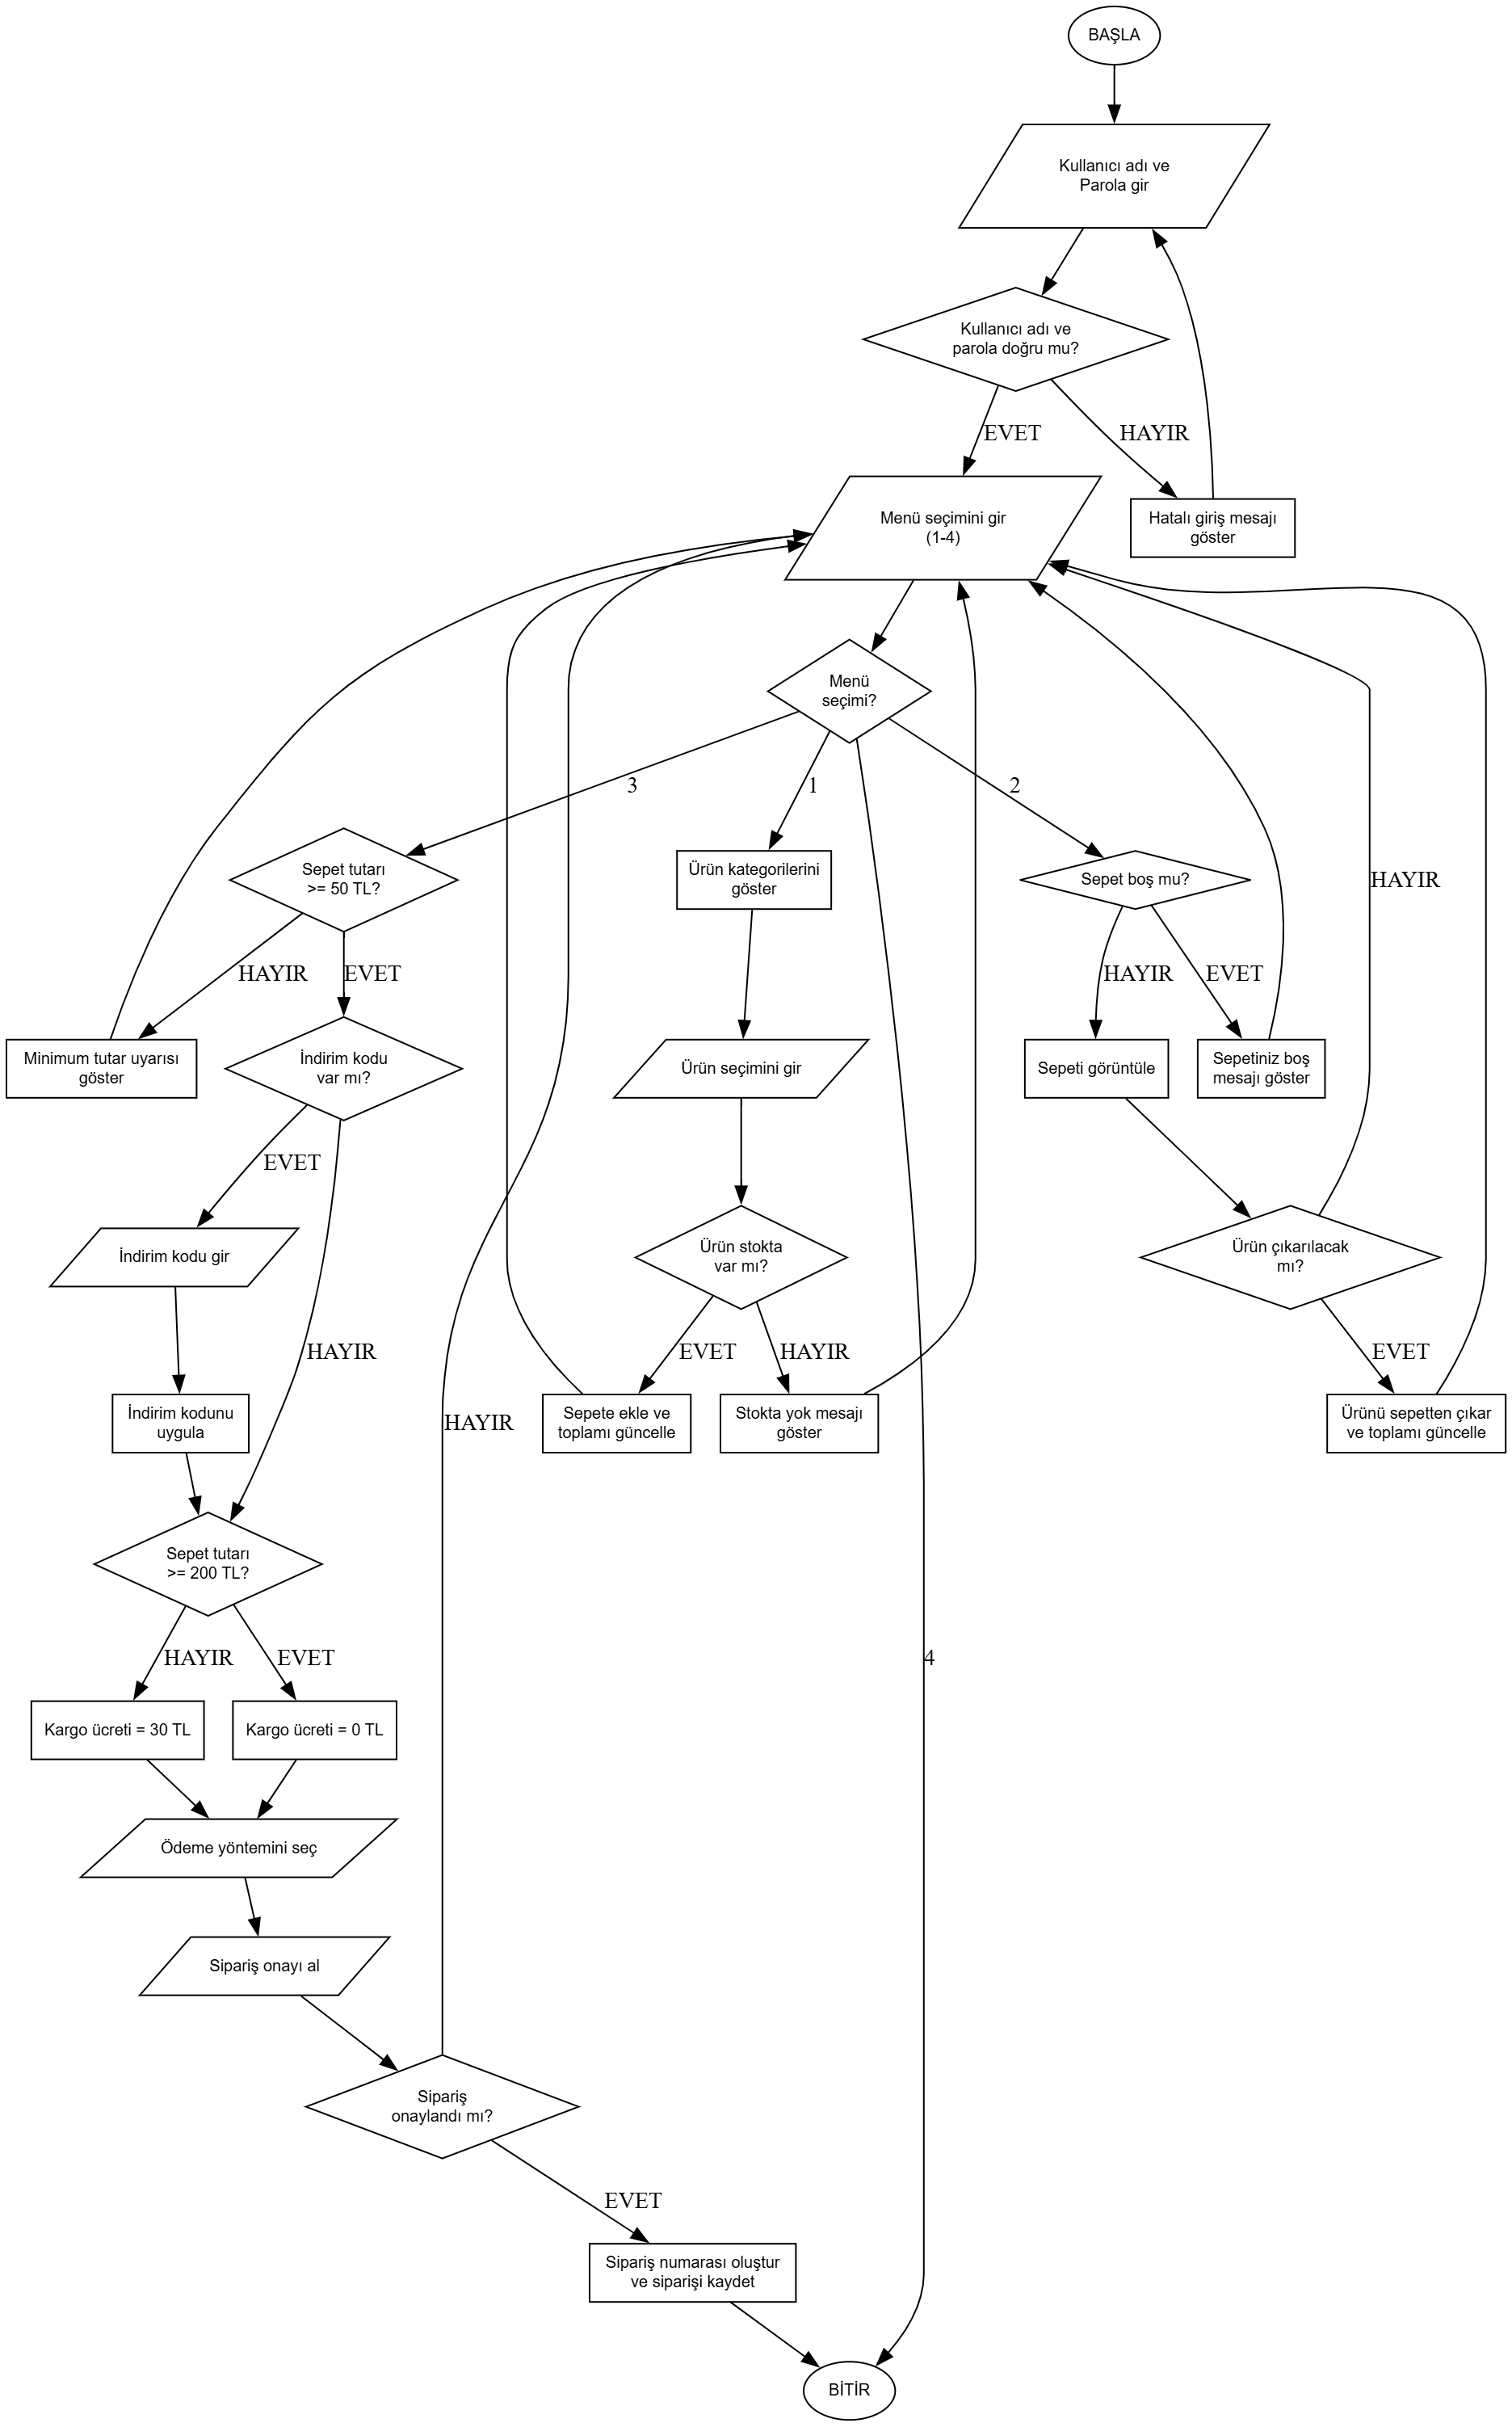 BAŞLA
Kullanıcı adı ve
Parola gir
Kullanıcı adı ve
parola doğru mu?
EVET
HAYIR
Menü seçimini gir
(1-4)
Hatalı giriş mesajı
göster
Menü
seçimi?
3
1
2
Sepet tutarı
>= 50 TL?
Ürün kategorilerini
göster
Sepet boş mu?
HAYIR
HAYIR
EVET
HAYIR
EVET
Minimum tutar uyarısı
göster
İndirim kodu
var mı?
Ürün seçimini gir
Sepeti görüntüle
Sepetiniz boş
mesajı göster
EVET
İndirim kodu gir
Ürün stokta
var mı?
Ürün çıkarılacak
mı?
HAYIR
EVET
HAYIR
EVET
İndirim kodunu
uygula
HAYIR
Sepete ekle ve
toplamı güncelle
Stokta yok mesajı
göster
Ürünü sepetten çıkar
ve toplamı güncelle
Sepet tutarı
>= 200 TL?
HAYIR
EVET
4
Kargo ücreti = 30 TL
Kargo ücreti = 0 TL
Ödeme yöntemini seç
Sipariş onayı al
Sipariş
onaylandı mı?
EVET
Sipariş numarası oluştur
ve siparişi kaydet
BİTİR